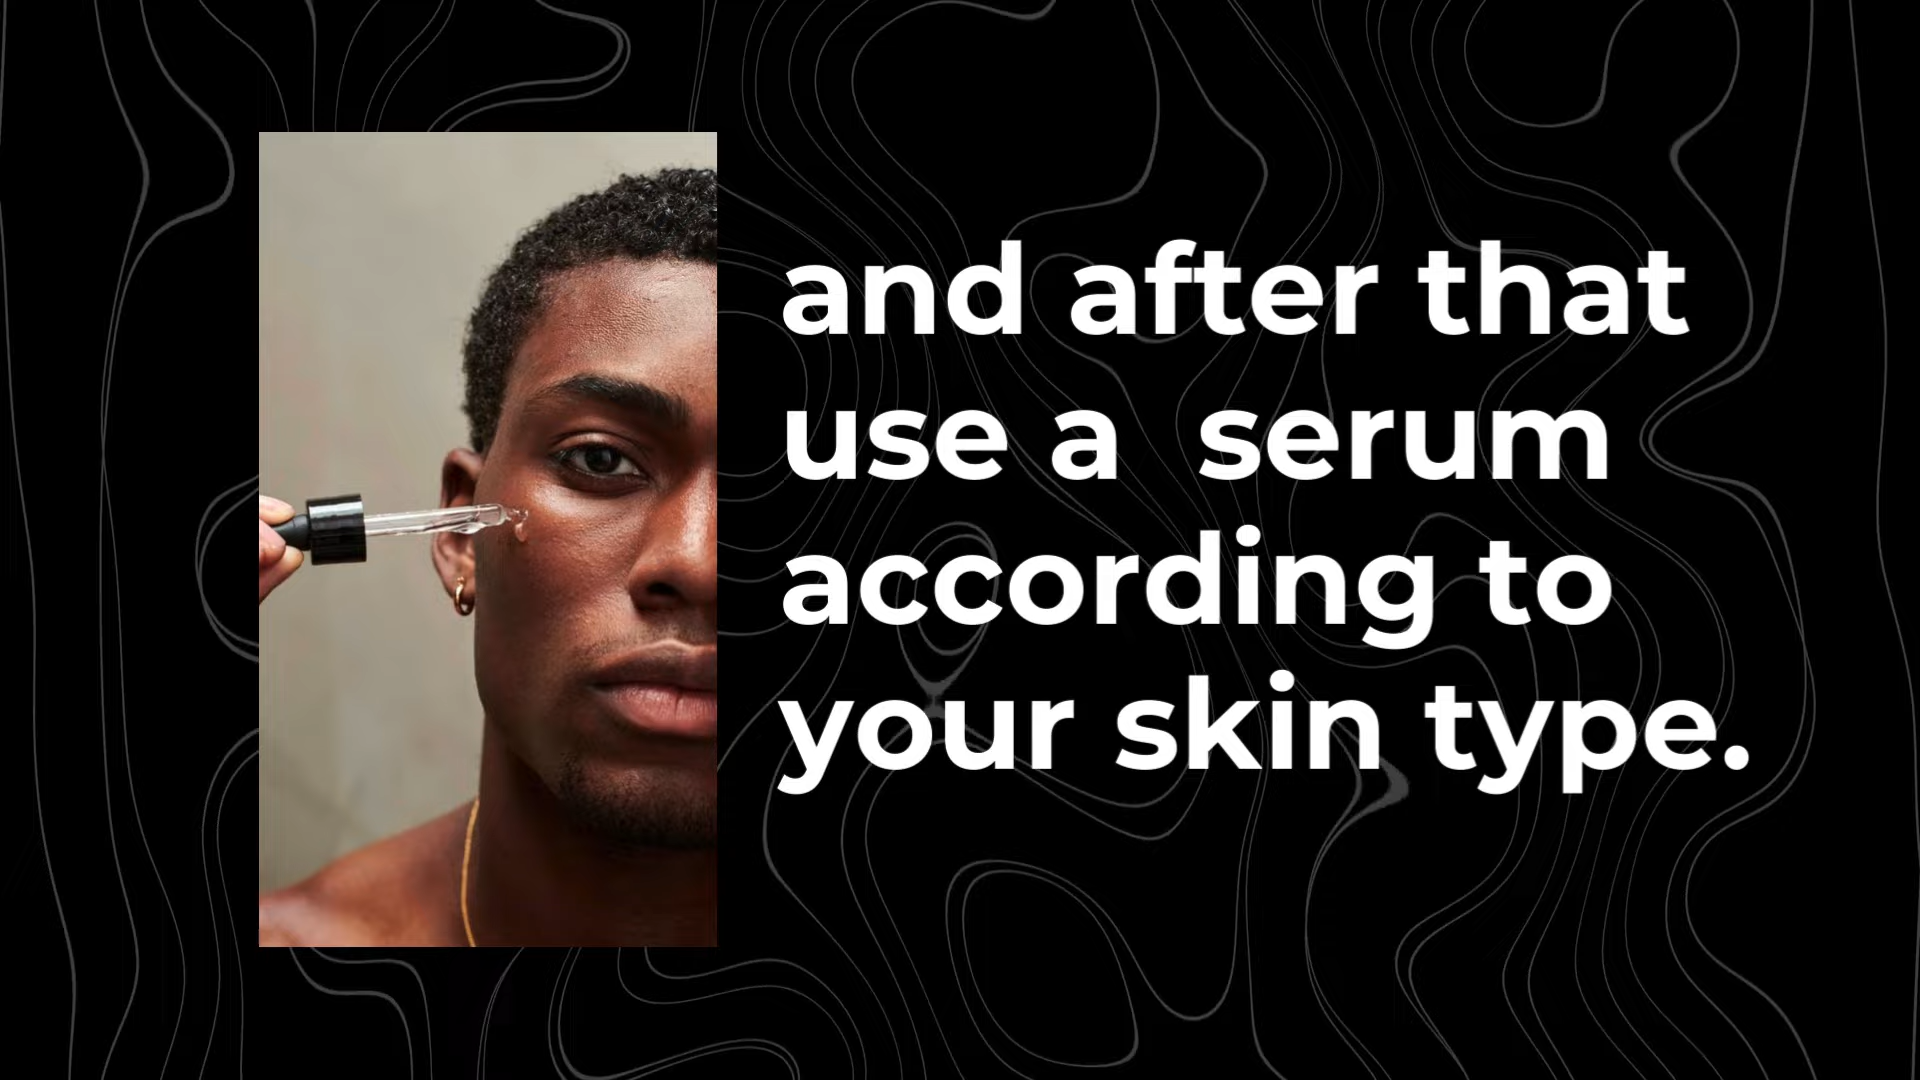 and after that
use a  serum
according to
your skin type.